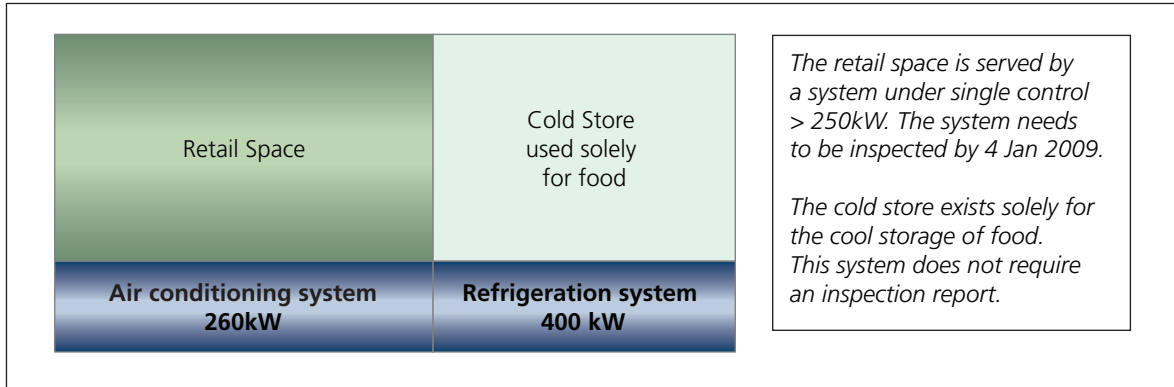 Retail Space
Cold Store
used solely
for food
Air conditioning system
260kW
Refrigeration system
400 kW
The retail space is served by
a system under single control
> 250kW. The system needs
to be inspected by 4 Jan 2009.
The cold store exists solely for
the cool storage of food.
This system does not require
an inspection report.